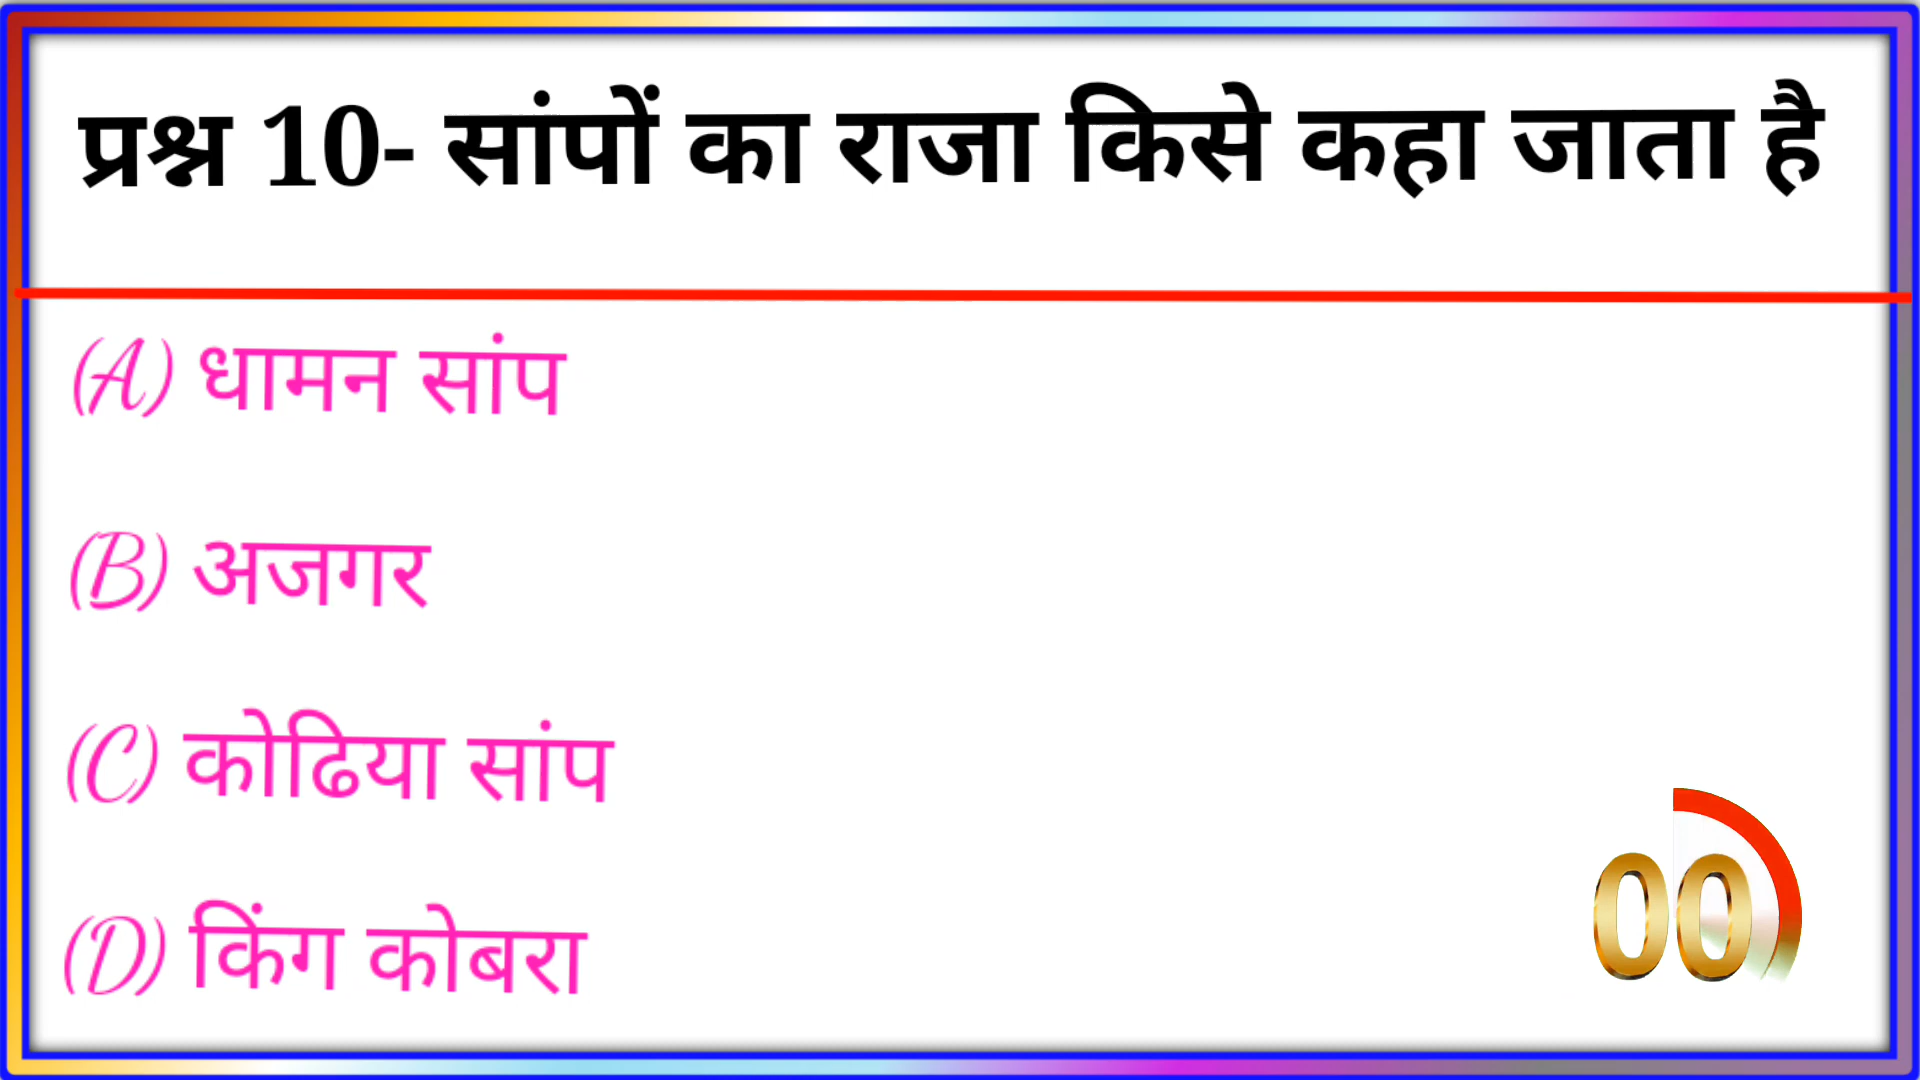 प्रश्न 10- सांपों का राजा किसे कहा जाता है
(A) धामन सांप
(B) अजगर
(C) कोढिया सांप
(D) किंग कोबरा
00